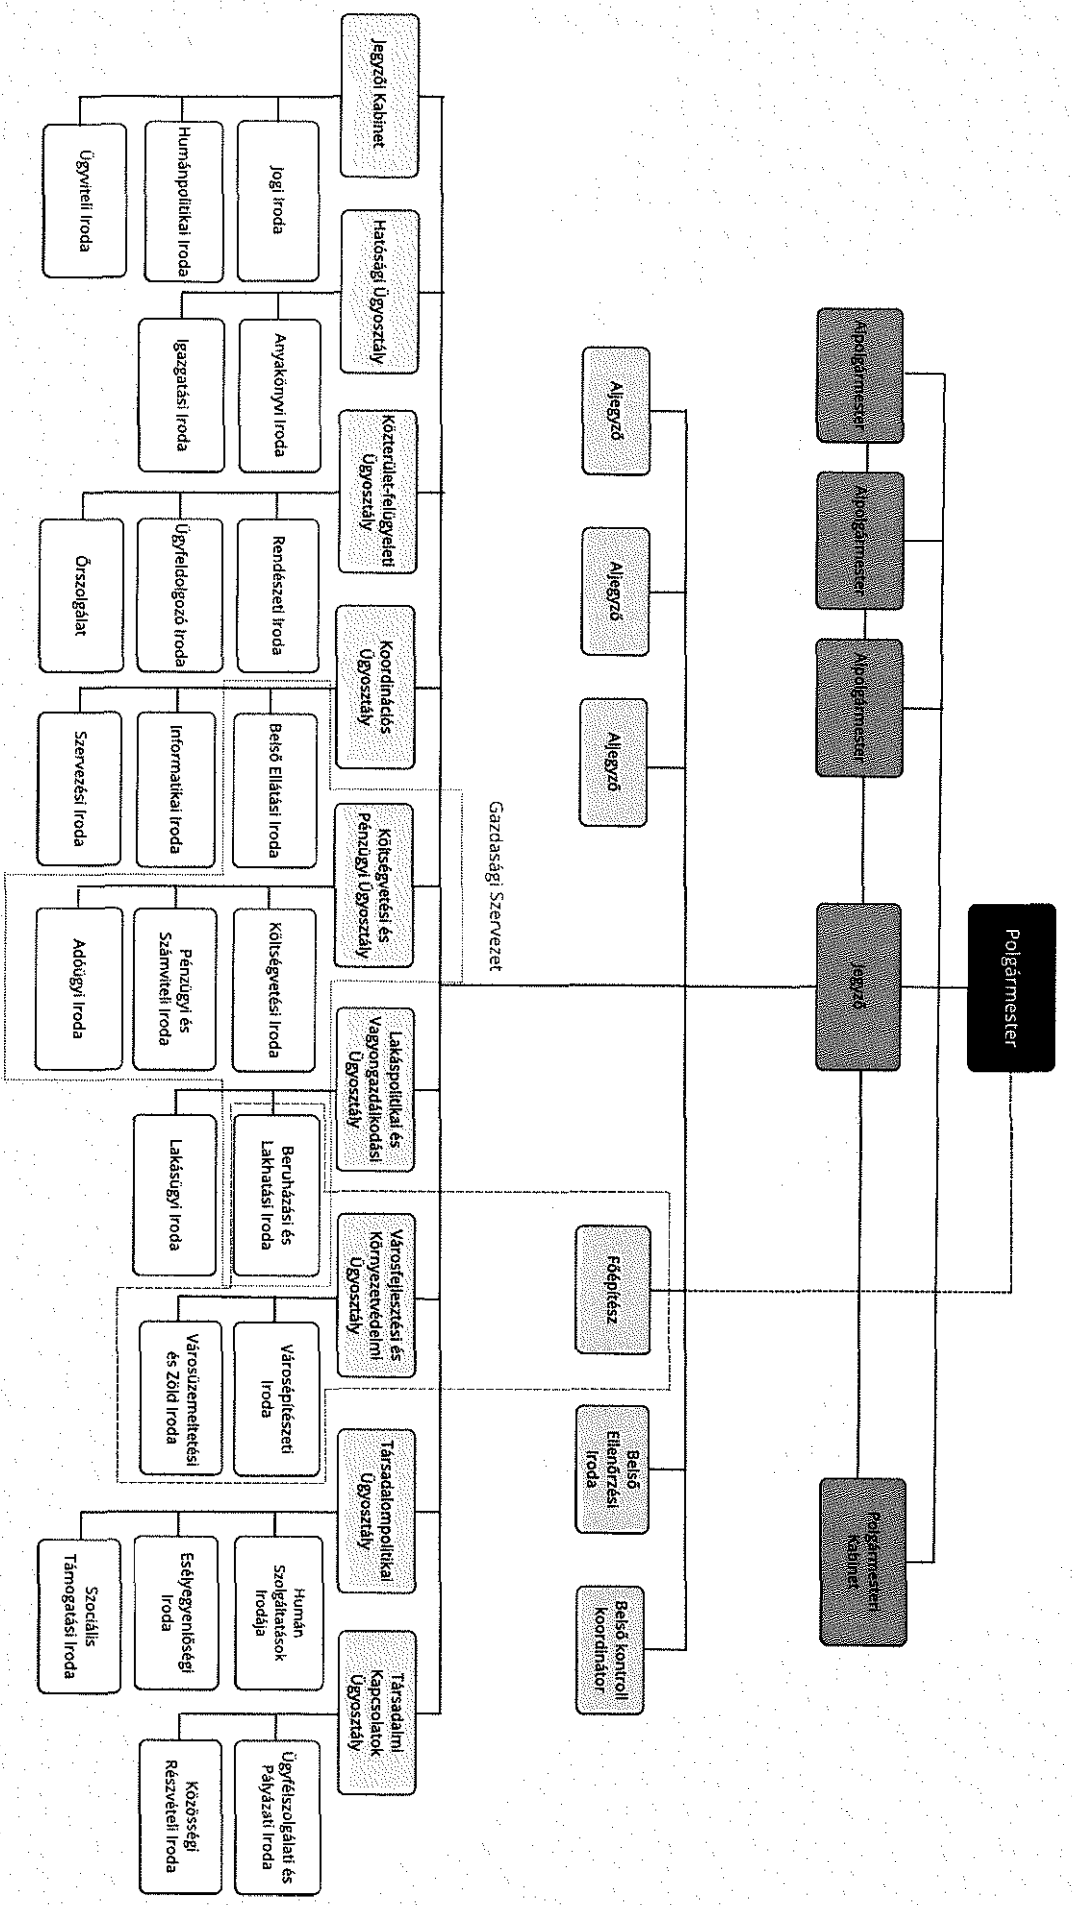 Polgármester
Alpolgármester
Alpolgármester
Alpolgármester
Jegyző
Polgármesteri
Kabinet
Aljegyző
Aljegyző
Aljegyző
Főépítész
Belső
Ellenőrzési
Iroda
Belső kontroll
koordinátor
Gazdasági Szervezet
Jegyzői Kabinet
Hatósági Ügyosztály
Közterület-felügyeleti
Ügyosztály
Koordinációs
Ügyosztály
Költségvetési és
Pénzügyi Ügyosztály
Lakáspolitikai és
Vagyongazdálkodási
Ügyosztály
Városfejlesztési és
Környezetvédelmi
Ügyosztály
Társadalompolitikai
Ügyosztály
Társadalmi
Kapcsolatok
Ügyosztály
Jogi Iroda
Anyakönyvi Iroda
Rendészeti Iroda
Belső Ellátási Iroda
Költségvetési Iroda
Beruházási és
Lakhatási Iroda
Városépítészeti
Iroda
Humán
Szolgáltatások
Irodája
Ügyfélszolgálati és
Pályázati Iroda
Humánpolitikai Iroda
Igazgatási Iroda
Ügyfeldolgozó Iroda
Informatikai Iroda
Pénzügyi és
Számviteli Iroda
Lakásügyi Iroda
Városüzemeltetési
és Zöld Iroda
Esélyegyenlőségi
Iroda
Közösségi
Részvételi Iroda
Ügyviteli Iroda
Őrszolgálat
Szervezési Iroda
Adóügyi Iroda
Szociális
Támogatási Iroda